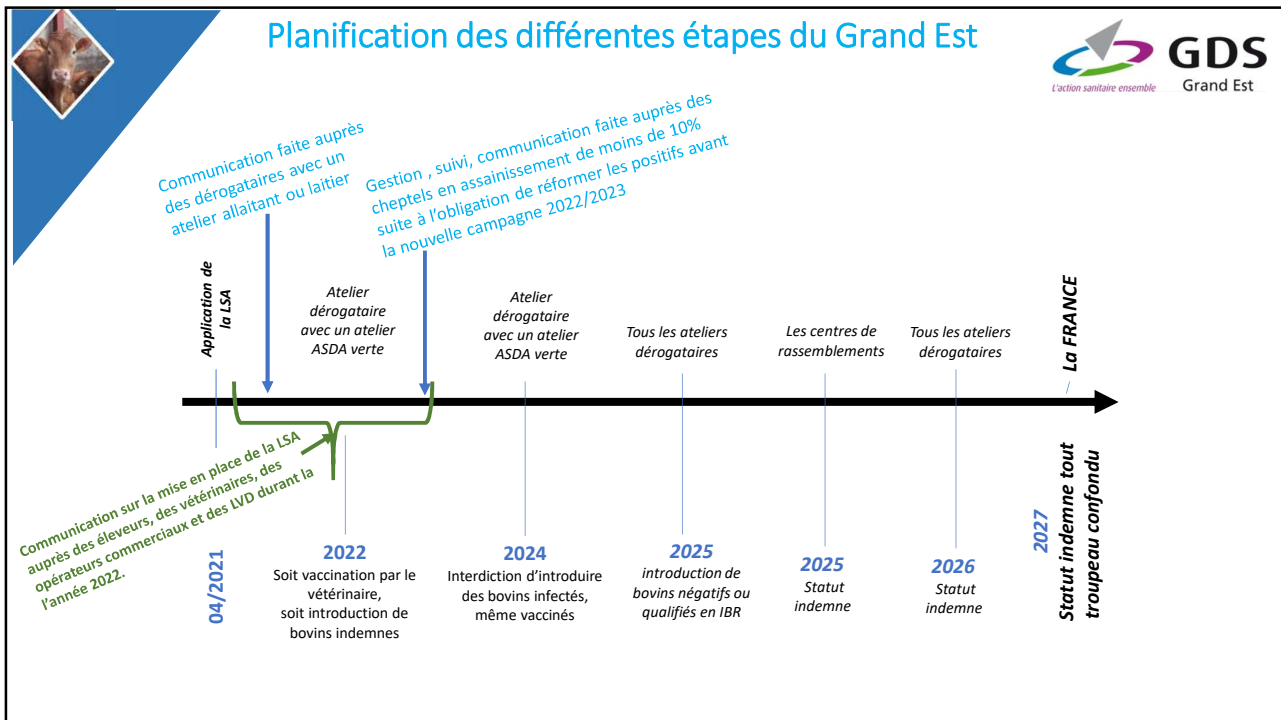 Planification des différentes étapes du Grand Est
GDS
L'action sanitaire ensemble
Grand Est
Communication faite auprès
des dérogataires avec un
atelier allaitant ou laitier
Gestion , suivi, communication faite auprès des
cheptels en assainissement de moins de 10%
suite à l'obligation de réformer les positifs avant
la nouvelle campagne 2022/2023
Application de
la LSA
Atelier
dérogataire
avec un atelier
ASDA verte
Atelier
dérogataire
avec un atelier
ASDA verte
Tous les ateliers
dérogataires
Les centres de
rassemblements
Tous les ateliers
dérogataires
La FRANCE
Communication sur la mise en place de la LSA
auprès des éleveurs, des vétérinaires, des
opérateurs commerciaux et des LVD durant la
l'année 2022.
04/2021
2022
Soit vaccination par le
vétérinaire,
soit introduction de
bovins indemnes
2024
Interdiction d'introduire
des bovins infectés,
même vaccinés
2025
introduction de
bovins négatifs ou
qualifiés en IBR
2025
Statut
indemne
2026
Statut
indemne
2027
Statut indemne tout
troupeau confondu